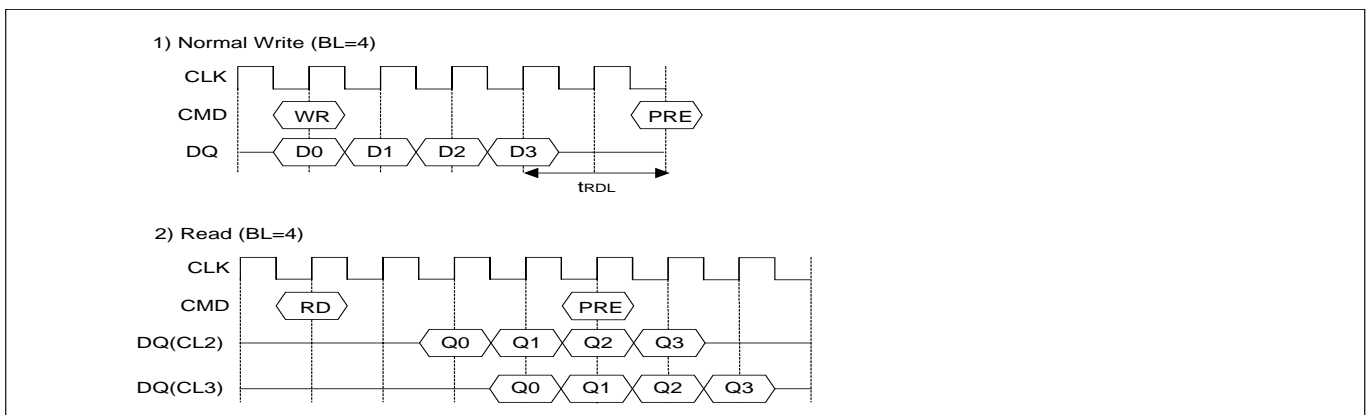 1) Normal Write (BL=4)
CLK
CMD WR PRE
DQ D0 D1 D2 D3
tRDL
2) Read (BL=4)
CLK
CMD RD PRE
DQ(CL2) Q0 Q1 Q2 Q3
DQ(CL3) Q0 Q1 Q2 Q3